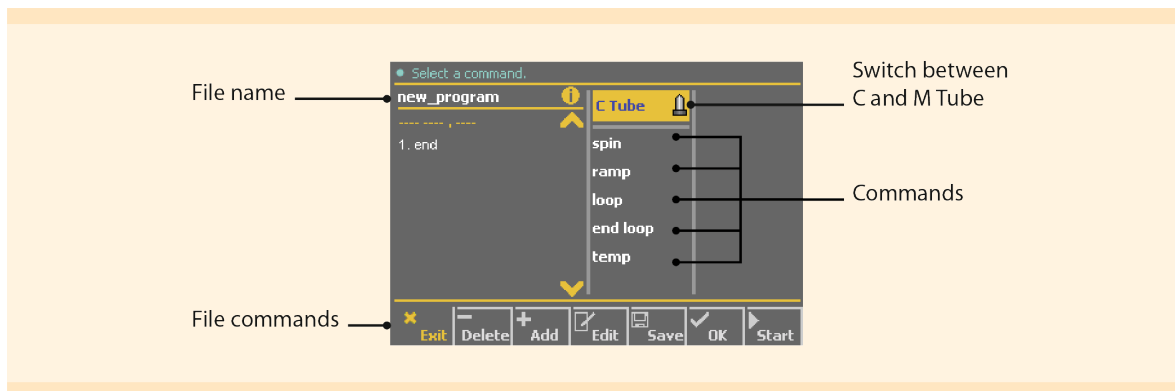 Select a command.
File name
new_program
C Tube
Switch between
C and M Tube
---- ---- , ----
1. end
spin
ramp
loop
end loop
temp
Commands
File commands
Exit
Delete
Add
Edit
Save
OK
Start